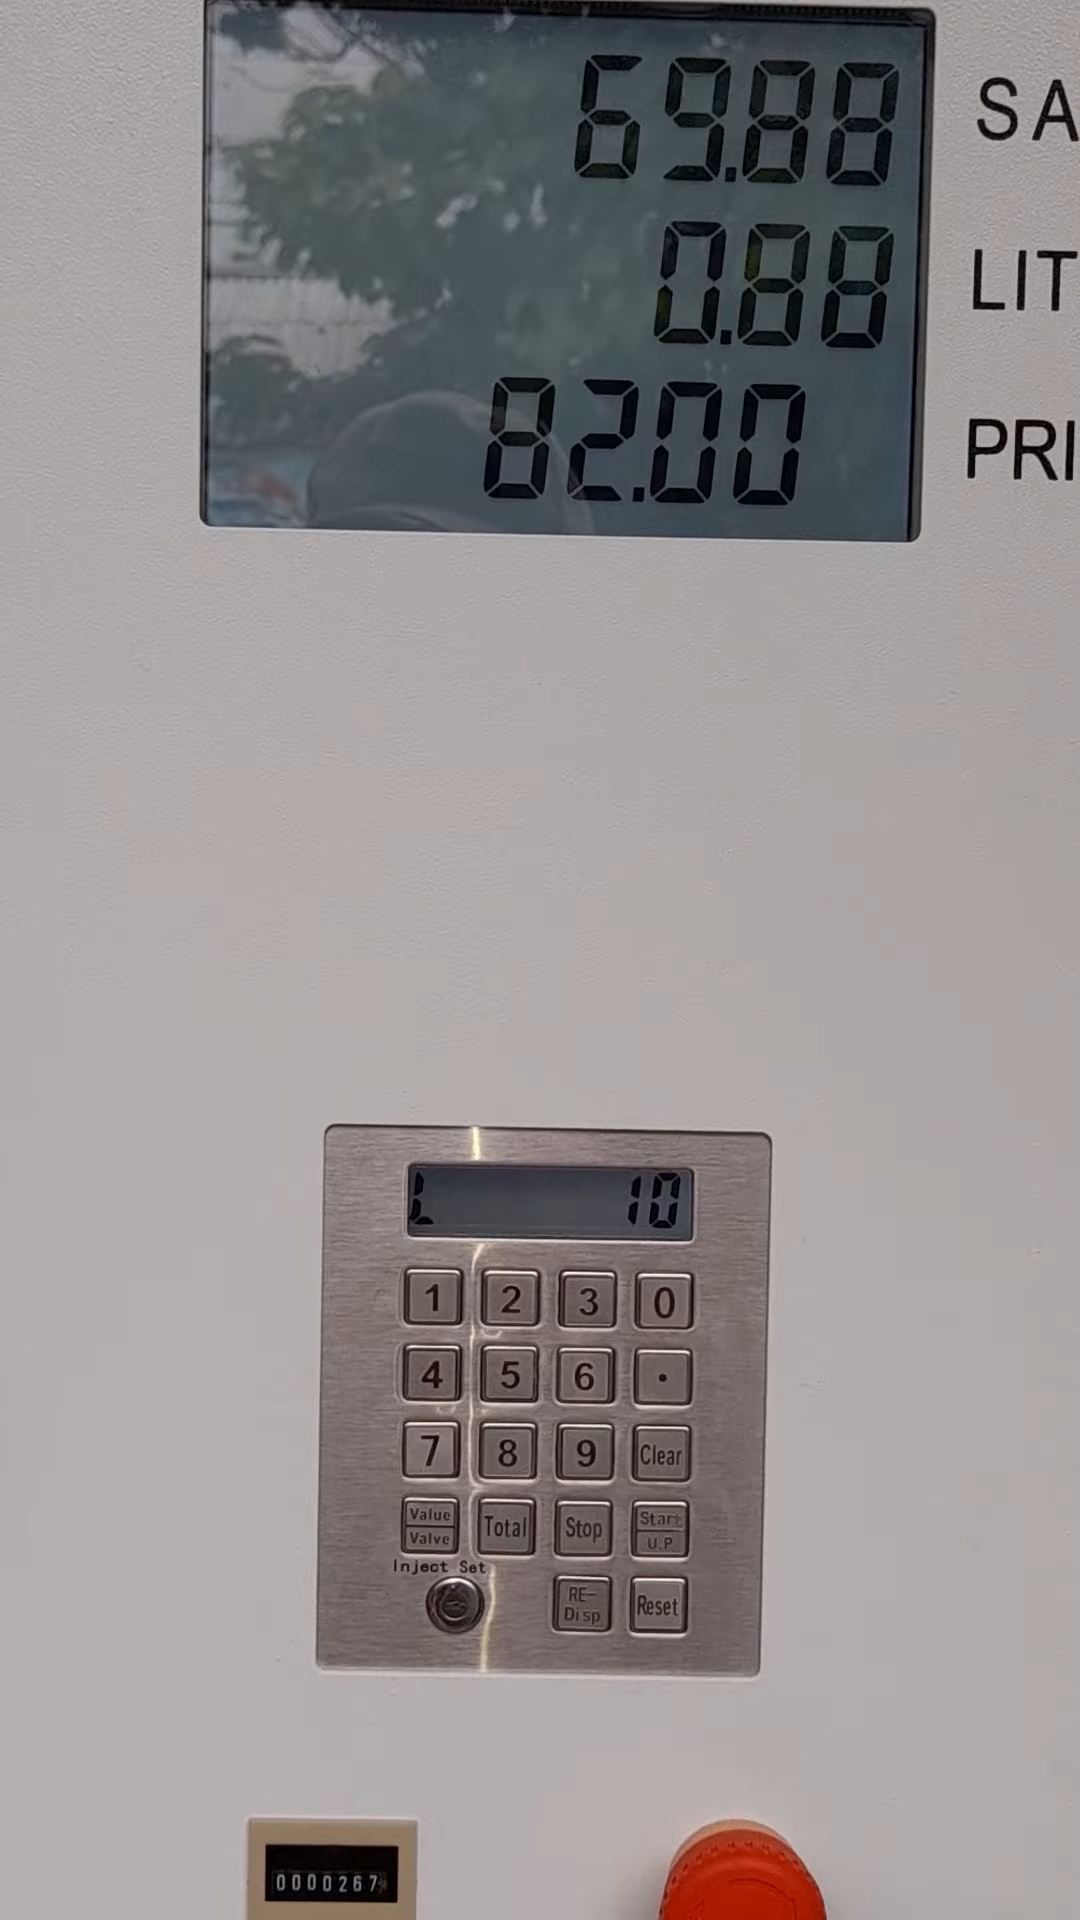 69.88 SA
0.88 LIT
82.00 PRI
L 10
1 2 3 0
4 5 6 .
7 8 9 Clear
Value Valve Total Stop Start U.P
Inject Set
RE-Disp Reset
0000267